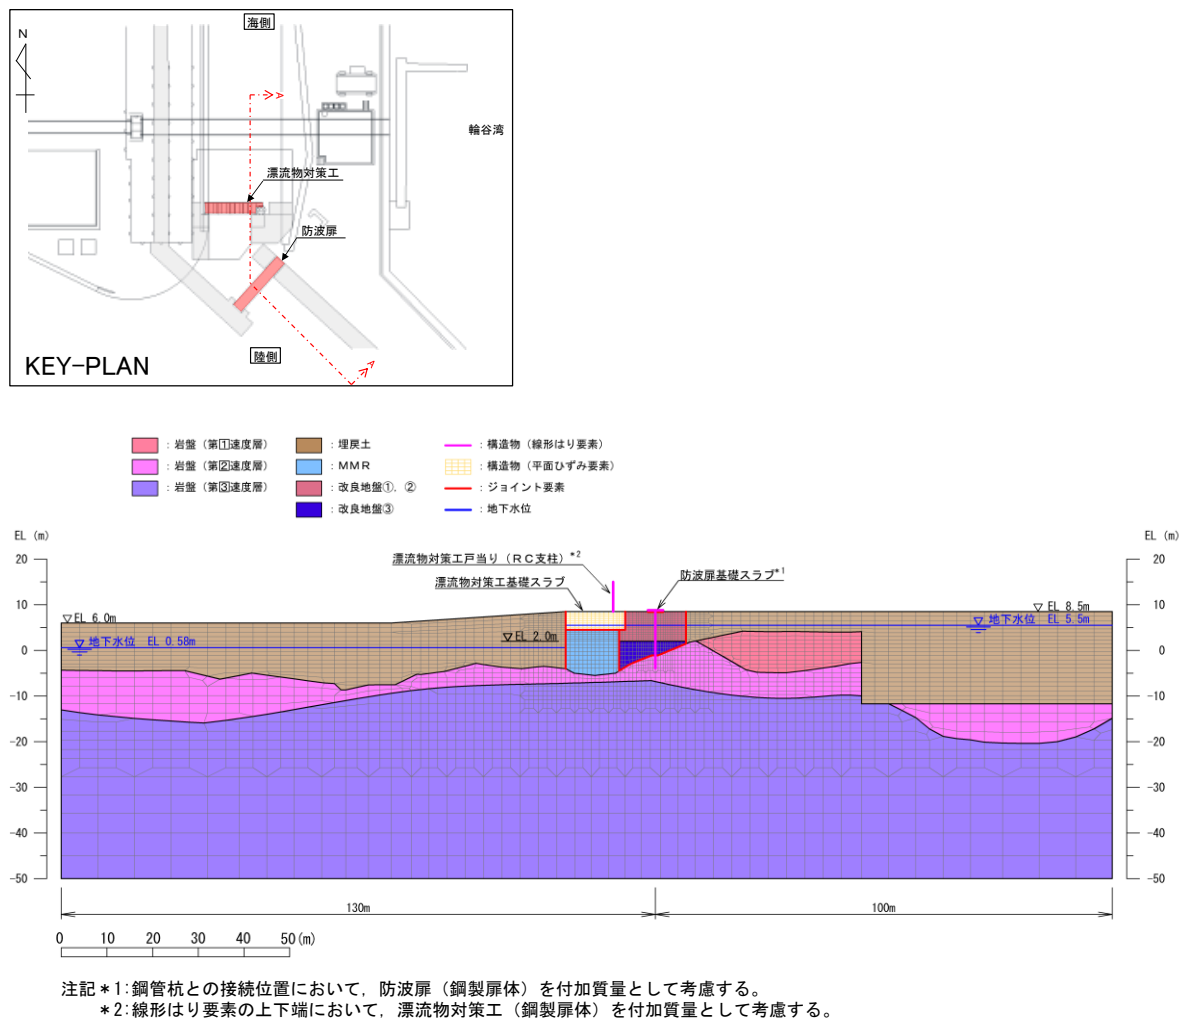 海側
N
A
輪谷湾
漂流物対策工
防波扉
陸側
A
KEY-PLAN
：岩盤（第1速度層）
：岩盤（第2速度層）
：岩盤（第3速度層）
：埋戻土
：ＭＭＲ
：改良地盤①，②
：改良地盤③
：構造物（線形はり要素）
：構造物（平面ひずみ要素）
：ジョイント要素
：地下水位
EL (m)
EL (m)
漂流物対策工戸当り（ＲＣ支柱）*2
漂流物対策工基礎スラブ
防波扉基礎スラブ*1
▽EL 6.0m
▽EL 8.5m
地下水位 EL 0.58m
▽EL 2.0m
地下水位 EL 5.5m
20
10
0
-10
-20
-30
-40
-50
20
10
0
-10
-20
-30
-40
-50
130m
100m
0 10 20 30 40 50(m)
注記＊1：鋼管杭との接続位置において，防波扉（鋼製扉体）を付加質量として考慮する。
＊2：線形はり要素の上下端において，漂流物対策工（鋼製扉体）を付加質量として考慮する。